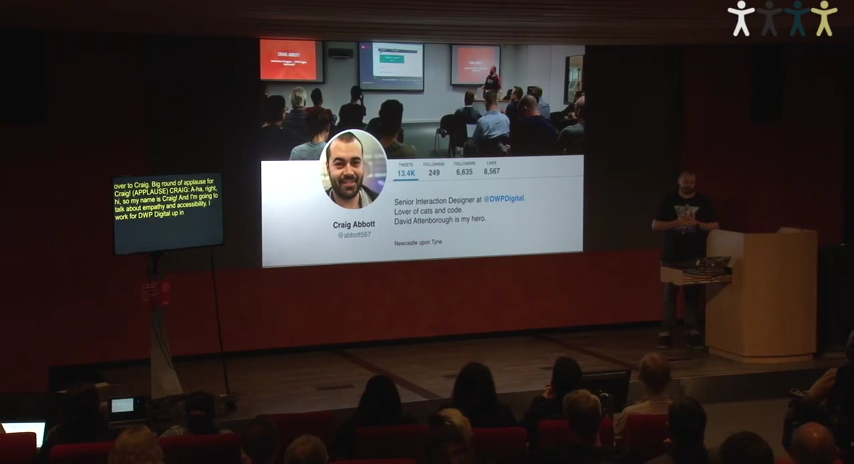 CRAIG ABBOTT
over to Craig. Big round of applause for
Craig! (APPLAUSE) CRAIG: A-ha, right,
hi, so my name is Craig! And I'm going to
talk about empathy and accessibility. I
work for DWP Digital up in
TWEETS FOLLOWING FOLLOWERS LIKES
13.4K 249 6,635 8,567
Senior Interaction Designer at @DWPDigital.
Lover of cats and code.
David Attenborough is my hero.
Craig Abbott
@abbott567
Newcastle upon Tyne